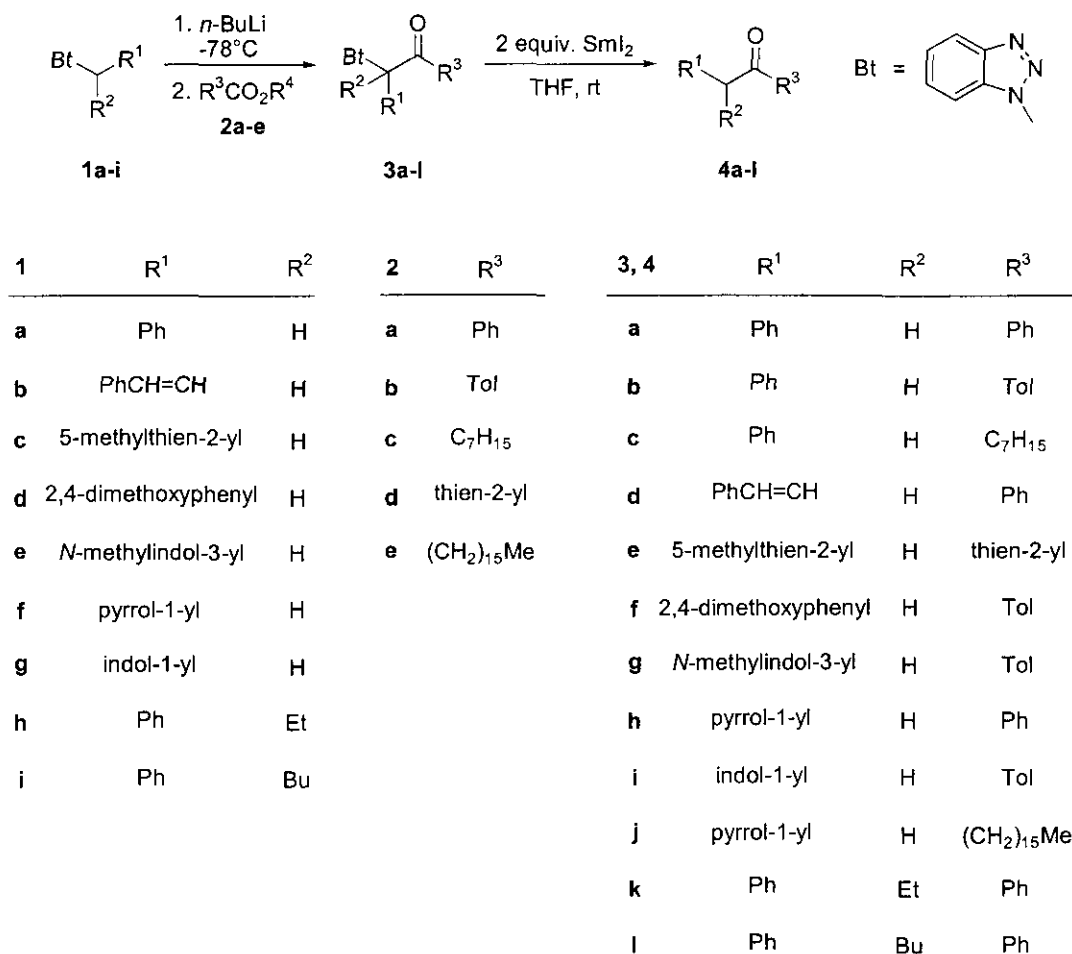 1. n-BuLi
-78°C
2. R³CO₂R⁴
2a-e
Bt R¹
R²
1a-i
O
Bt R³
R² R¹
3a-l
2 equiv. SmI₂
THF, rt
O
R¹ R³
R²
4a-l
Bt =
N
N
N
1 R¹ R²
a Ph H
b PhCH=CH H
c 5-methylthien-2-yl H
d 2,4-dimethoxyphenyl H
e N-methylindol-3-yl H
f pyrrol-1-yl H
g indol-1-yl H
h Ph Et
i Ph Bu
2 R³
a Ph
b Tol
c C₇H₁₅
d thien-2-yl
e (CH₂)₁₅Me
3, 4 R¹ R² R³
a Ph H Ph
b Ph H Tol
c Ph H C₇H₁₅
d PhCH=CH H Ph
e 5-methylthien-2-yl H thien-2-yl
f 2,4-dimethoxyphenyl H Tol
g N-methylindol-3-yl H Tol
h pyrrol-1-yl H Ph
i indol-1-yl H Tol
j pyrrol-1-yl H (CH₂)₁₅Me
k Ph Et Ph
l Ph Bu Ph